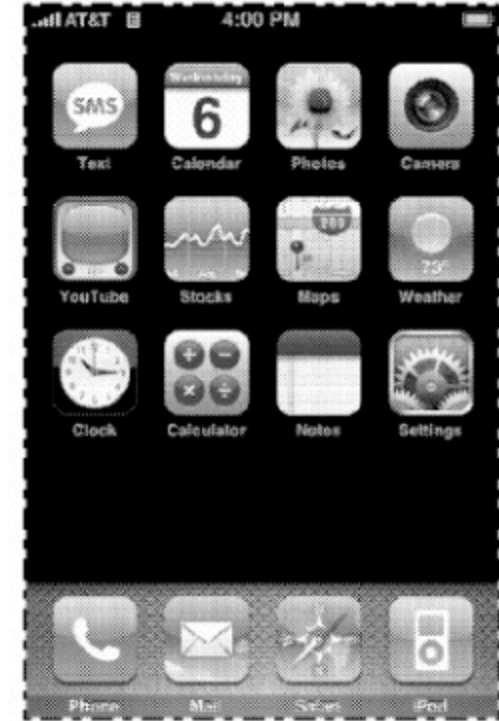 AT&T 4:00 PM
SMS Wednesday 6 280
Text Calendar Photos Camera
73°
YouTube Stocks Maps Weather
Clock Calculator Notes Settings
Phone Mail Safari iPod